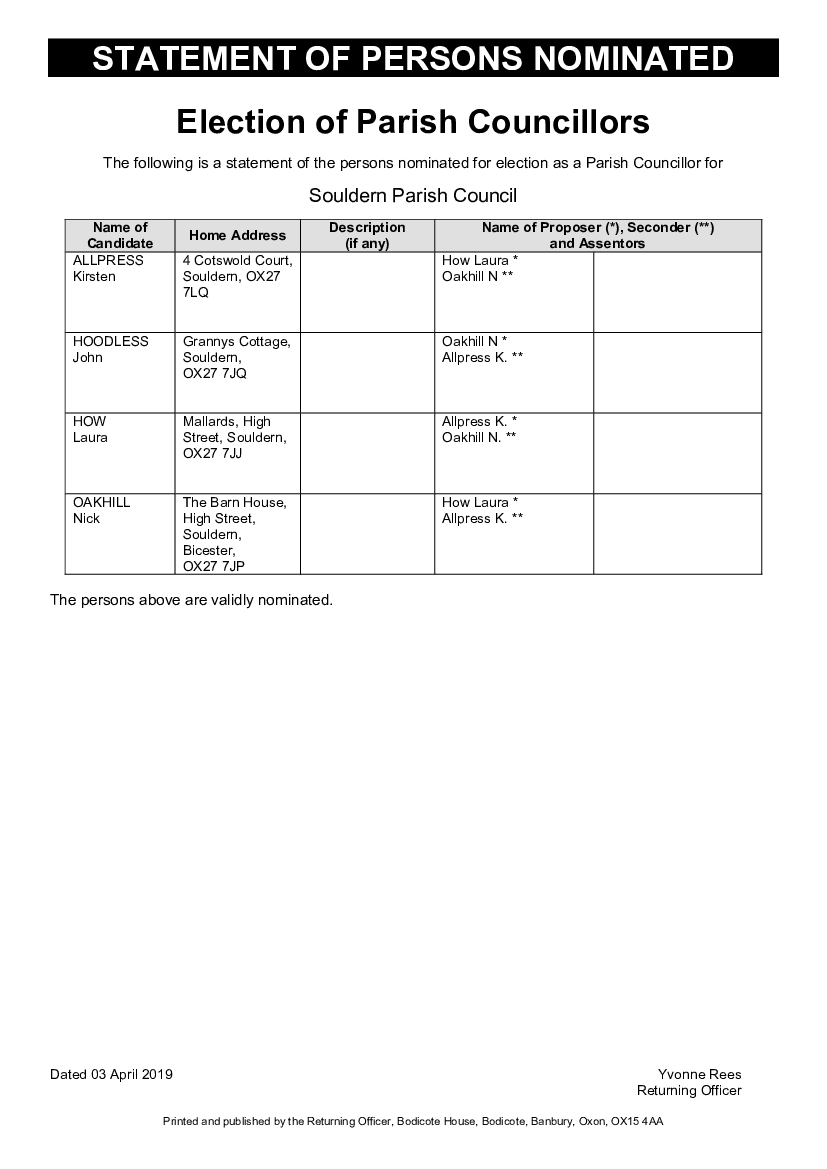 STATEMENT OF PERSONS NOMINATED
Election of Parish Councillors
The following is a statement of the persons nominated for election as a Parish Councillor for
Souldern Parish Council
Name of Candidate | Home Address | Description (if any) | Name of Proposer (*), Seconder (**) and Assentors
ALLPRESS
Kirsten
4 Cotswold Court,
Souldern, OX27
7LQ
How Laura *
Oakhill N **
HOODLESS
John
Grannys Cottage,
Souldern,
OX27 7JQ
Oakhill N *
Allpress K. **
HOW
Laura
Mallards, High
Street, Souldern,
OX27 7JJ
Allpress K. *
Oakhill N. **
OAKHILL
Nick
The Barn House,
High Street,
Souldern,
Bicester,
OX27 7JP
How Laura *
Allpress K. **
The persons above are validly nominated.
Dated 03 April 2019
Yvonne Rees
Returning Officer
Printed and published by the Returning Officer, Bodicote House, Bodicote, Banbury, Oxon, OX15 4AA